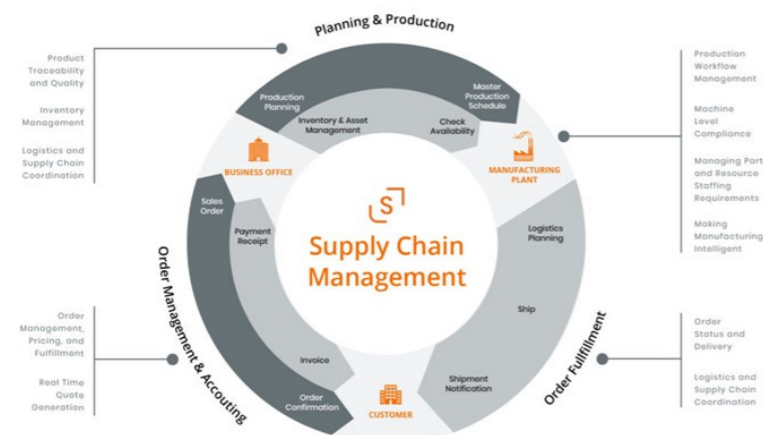 Planning & Production
Product
Traceability
and Quality
Inventory
Management
Logistics and
Supply Chain
Coordination
Production
Workflow
Management
Machine
Level
Compliance
Managing Part
and Resource
Staffing
Requirements
Making
Manufacturing
Intelligent
Production
Planning
Master
Production
Schedule
Inventory & Asset
Management
Check
Availability
BUSINESS OFFICE
MANUFACTURING
PLANT
Sales
Order
Payment
Receipt
S
Supply Chain
Management
Logistics
Planning
Ship
Shipment
Notification
Invoice
Order
Confirmation
CUSTOMER
Order Management & Accouting
Order Fullfillment
Order
Management,
Pricing, and
Fulfillment
Real Time
Quote
Generation
Order
Status and
Delivery
Logistics and
Supply Chain
Coordination